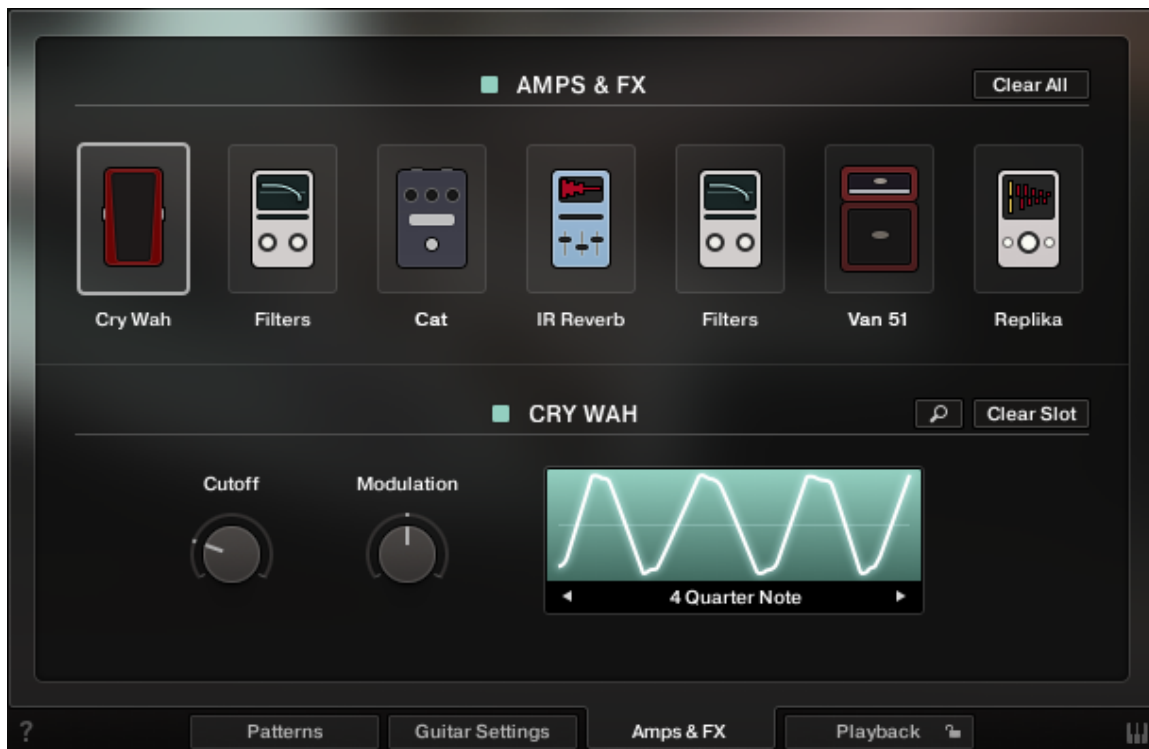 AMPS & FX
Clear All
Cry Wah
Filters
Cat
IR Reverb
Filters
Van 51
Replika
CRY WAH
Clear Slot
Cutoff
Modulation
4 Quarter Note
?
Patterns
Guitar Settings
Amps & FX
Playback